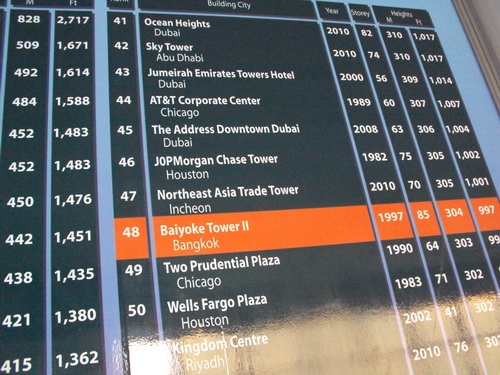 M Ft
828 2,717
509 1,671
492 1,614
484 1,588
452 1,483
452 1,483
450 1,476
442 1,451
438 1,435
421 1,380
415 1,362
Building City Year Storey Heights
M Ft
41 Ocean Heights 2010 82 310 1,017
Dubai
42 Sky Tower 2010 74 310 1,017
Abu Dhabi
43 Jumeirah Emirates Towers Hotel 2000 56 309 1,014
Dubai
44 AT&T Corporate Center 1989 60 307 1,007
Chicago
45 The Address Downtown Dubai 2008 63 306 1,004
Dubai
46 J0PMorgan Chase Tower 1982 75 305 1,002
Houston
47 Northeast Asia Trade Tower 2010 70 305 1,001
Incheon
48 Baiyoke Tower II 1997 85 304 997
Bangkok
49 Two Prudential Plaza 1990 64 303
Chicago
50 Wells Fargo Plaza 1983 71 302
Houston
Kingdom Centre 2002 41 302
Riyadh
2010 76